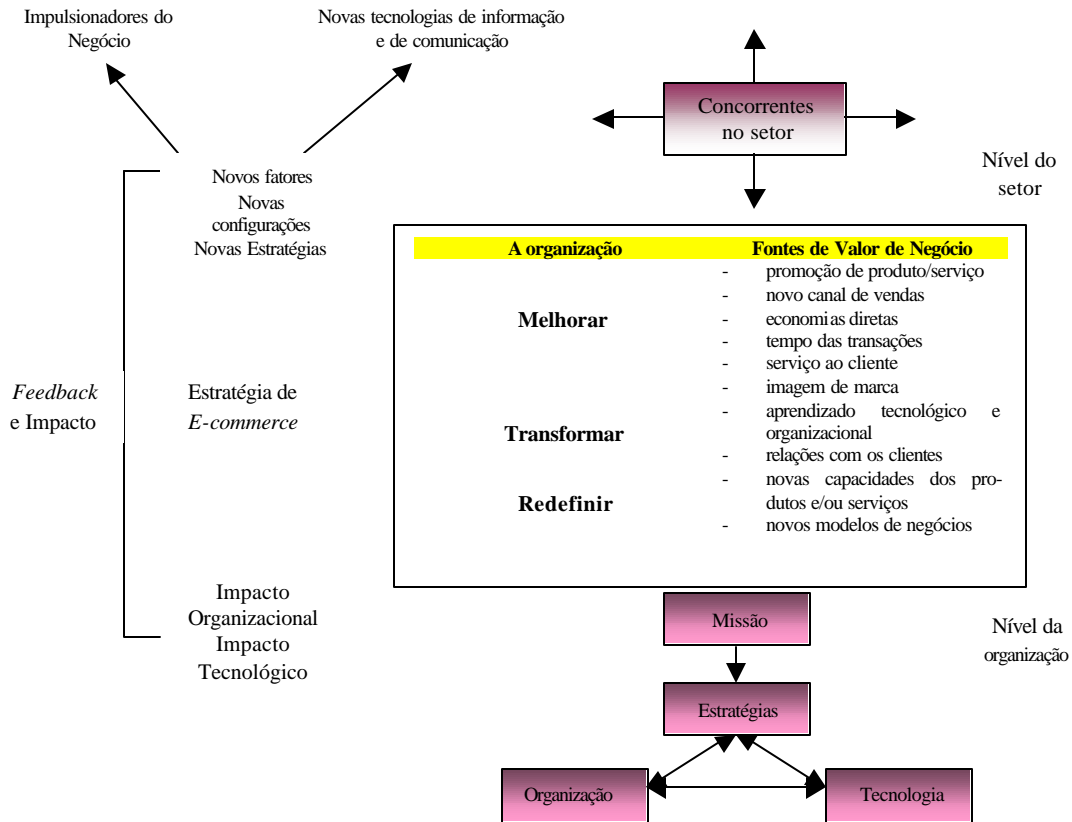 Impulsionadores do
Negócio
Novas tecnologias de informação
e de comunicação
Concorrentes
no setor
Nível do
setor
Novos fatores
Novas
configurações
Novas Estratégias
A organização Fontes de Valor de Negócio
- promoção de produto/serviço
- novo canal de vendas
Melhorar - economias diretas
- tempo das transações
- serviço ao cliente
- imagem de marca
- aprendizado tecnológico e
Transformar organizacional
- relações com os clientes
- novas capacidades dos pro-
Redefinir dutos e/ou serviços
- novos modelos de negócios
Feedback
e Impacto
Estratégia de
E-commerce
Impacto
Organizacional
Impacto
Tecnológico
Missão
Nível da
organização
Estratégias
Organização
Tecnologia